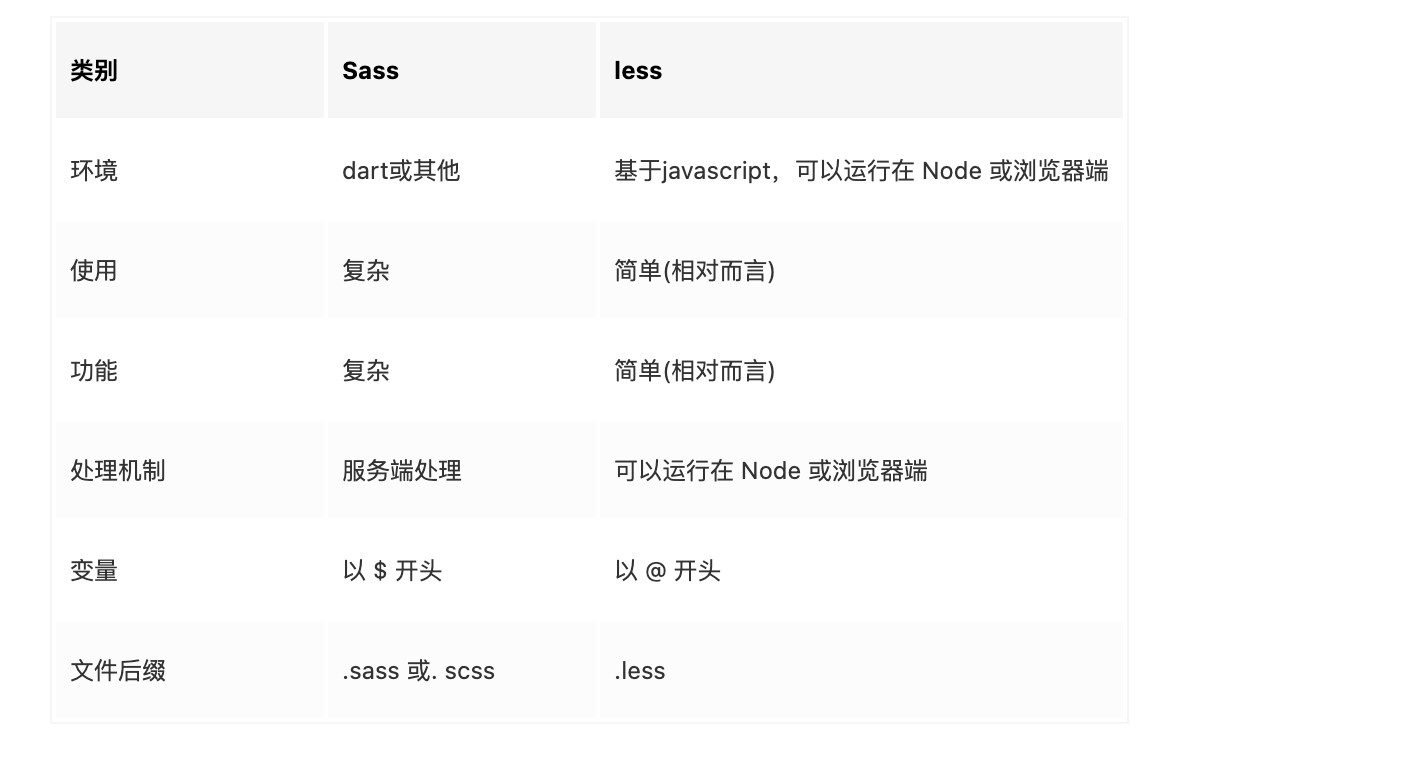 类别 Sass less
环境 dart或其他 基于javascript，可以运行在 Node 或浏览器端
使用 复杂 简单(相对而言)
功能 复杂 简单(相对而言)
处理机制 服务端处理 可以运行在 Node 或浏览器端
变量 以 $ 开头 以 @ 开头
文件后缀 .sass 或. scss .less